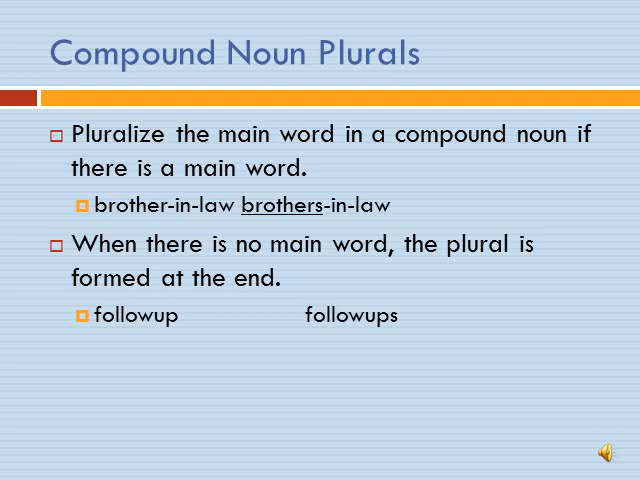 Compound Noun Plurals
Pluralize the main word in a compound noun if
there is a main word.
brother-in-law brothers-in-law
When there is no main word, the plural is
formed at the end.
followup followups